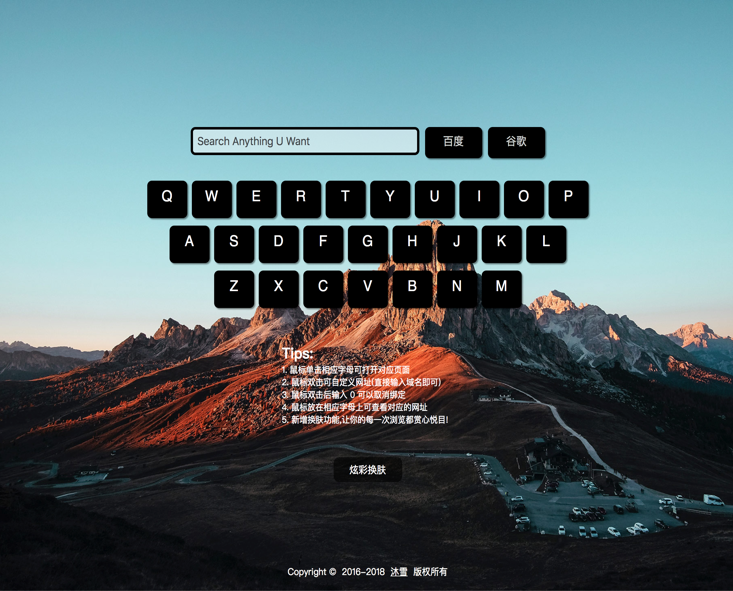 Search Anything U Want 百度 谷歌
Q W E R T Y U I O P
A S D F G H J K L
Z X C V B N M
Tips:
1. 鼠标单击相应字母可打开对应页面
2. 鼠标双击可自定义网址(直接输入域名即可)
3. 鼠标双击后输入 0 可以取消绑定
4. 鼠标放在相应字母上可查看对应的网址
5. 新增换肤功能,让你的每一次浏览都赏心悦目!
炫彩换肤
Copyright © 2016-2018 沐雪 版权所有